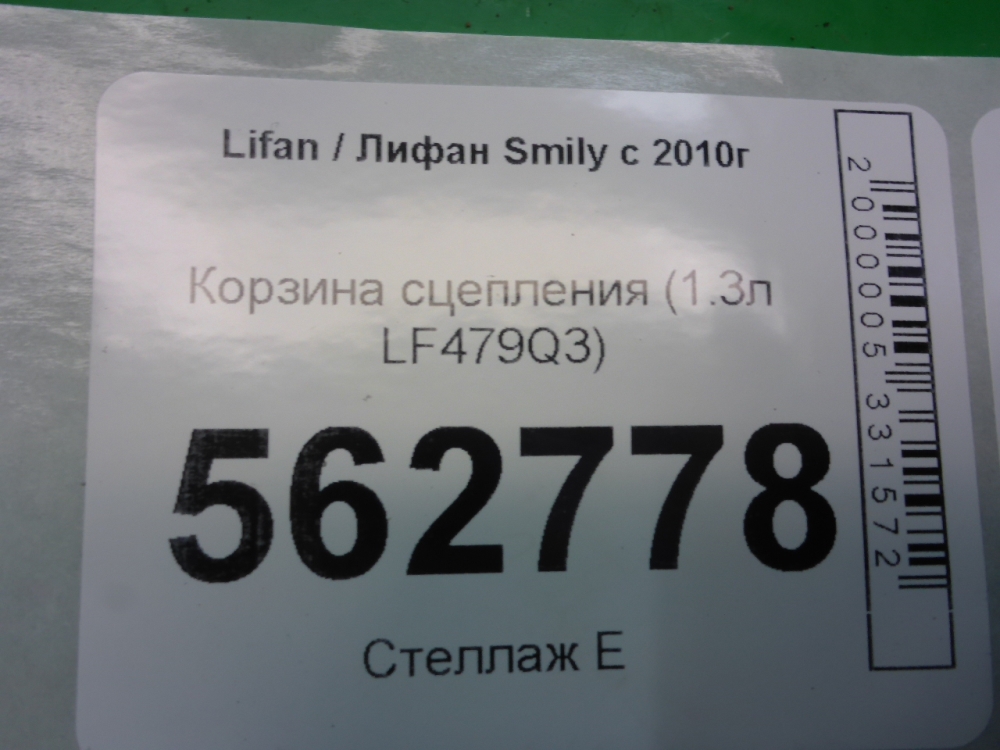 Lifan / Лифан Smily с 2010г
Корзина сцепления (1.3л
LF479Q3)
562778
Стеллаж Е
2000005331572